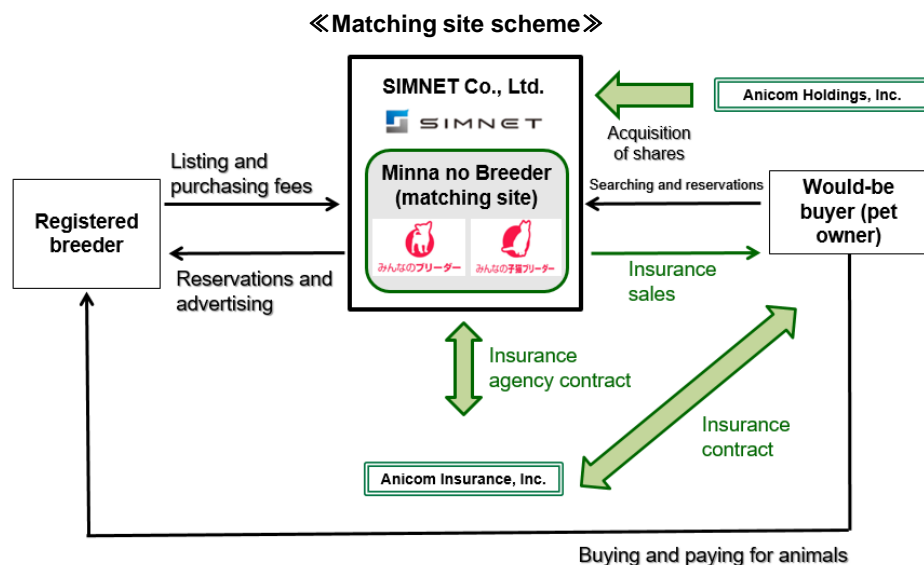 ≪Matching site scheme≫
SIMNET Co., Ltd.
SIMNET
Anicom Holdings, Inc.
Acquisition
of shares
Minna no Breeder
(matching site)
みんなのブリーダー
みんなの子猫ブリーダー
Listing and
purchasing fees
Registered
breeder
Reservations and
advertising
Searching and reservations
Would-be
buyer (pet
owner)
Insurance
sales
Insurance
agency contract
Insurance
contract
Anicom Insurance, Inc.
Buying and paying for animals